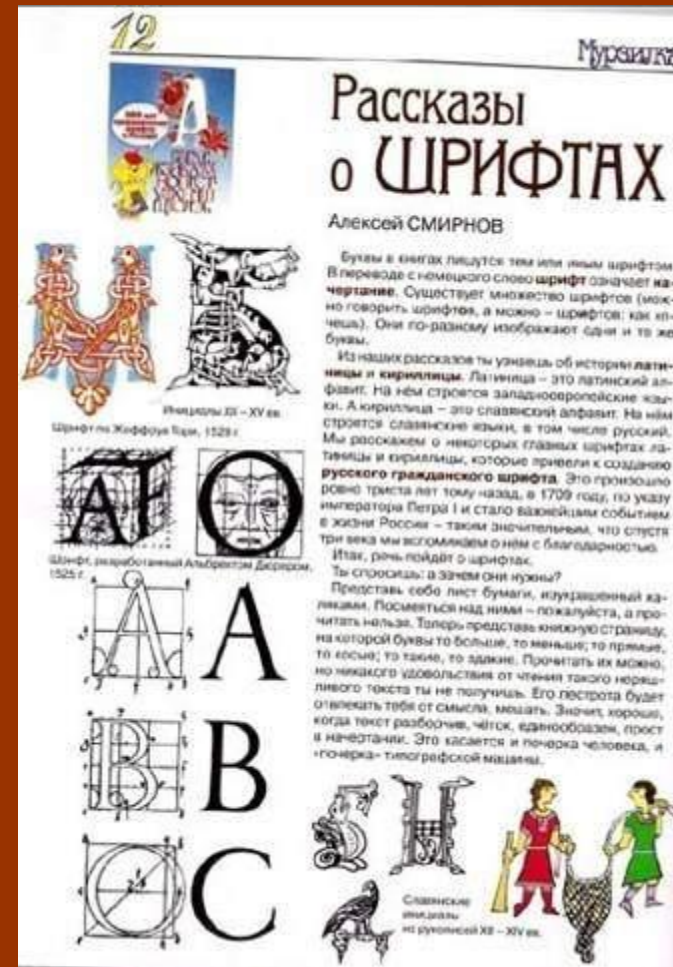 12
Мурзилка
Рассказы
о ШРИФТАХ
Алексей СМИРНОВ
Буквы в книгах пишутся тем или иным шрифтом.
В переводе с немецкого слово шрифт означает на-
чертание. Существует множество шрифтов (мож-
но говорить шрифтов, а можно – шрифтов: как хо-
чешь). Они по-разному изображают одни и те же
буквы.
Из наших рассказов ты узнаешь об истории лати-
ницы и кириллицы. Латиница – это латинский ал-
фавит. На нём строятся западноевропейские язы-
ки. А кириллица – это славянский алфавит. На нём
строятся славянские языки, в том числе русский.
Мы расскажем о некоторых главных шрифтах ла-
тиницы и кириллицы, которые привели к созданию
русского гражданского шрифта. Это произошло
ровно триста лет тому назад, в 1709 году, по указу
императора Петра I и стало важнейшим событием
в жизни России – таким значительным, что спустя
три века мы вспоминаем о нём с благодарностью.
Итак, речь пойдёт о шрифтах.
Ты спросишь: а зачем они нужны?
Представь себе лист бумаги, изукрашенный ка-
ляками. Посмеяться над ними – пожалуйста, а про-
читать нельзя. Теперь представь книжную страницу,
на которой буквы то больше, то меньше; то прямые,
то косые; то такие, то эдакие. Прочитать их можно,
но никакого удовольствия от чтения такого неряш-
ливого текста ты не получишь. Его пестрота будет
отвлекать тебя от смысла, мешать. Значит, хорошо,
когда текст разборчив, чёток, единообразен, прост
в начертании. Это касается и почерка человека, и
«почерка» типографской машины.
А
Инициалы XII – XV вв.
Шрифт по Жоффруа Тори, 1529 г.
А О
Шрифт, разработанный Альбрехтом Дюрером,
1525 г.
A A
B B
C C
Славянские
инициалы
из рукописей XII – XIV вв.